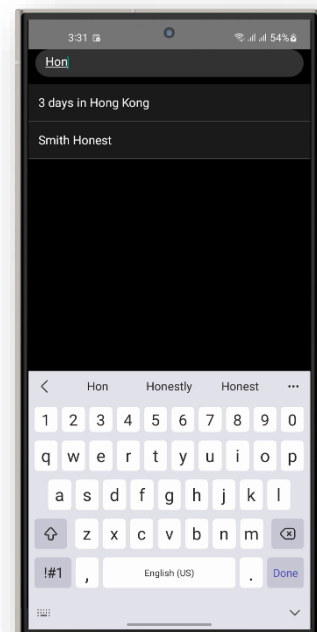 3:31 54%
Hon
3 days in Hong Kong
Smith Honest
Hon Honestly Honest
1 2 3 4 5 6 7 8 9 0
q w e r t y u i o p
a s d f g h j k l
z x c v b n m
!#1 , English (US) . Done